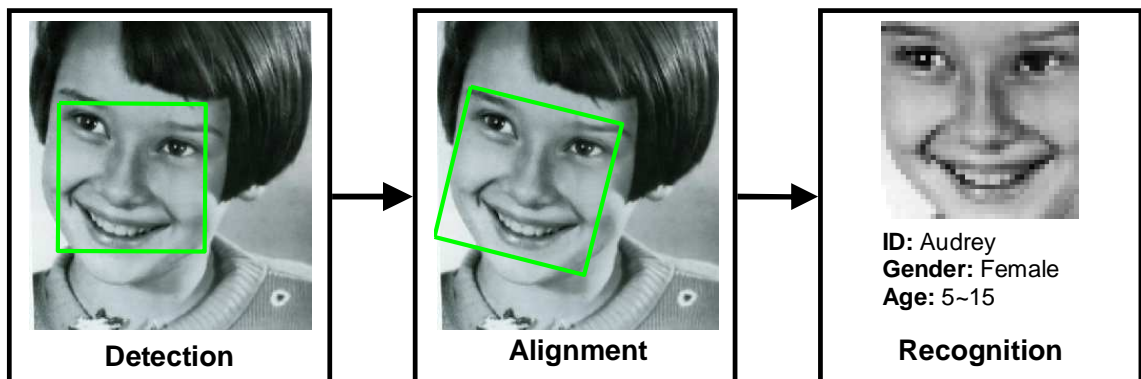 Detection
Alignment
ID: Audrey
Gender: Female
Age: 5~15
Recognition